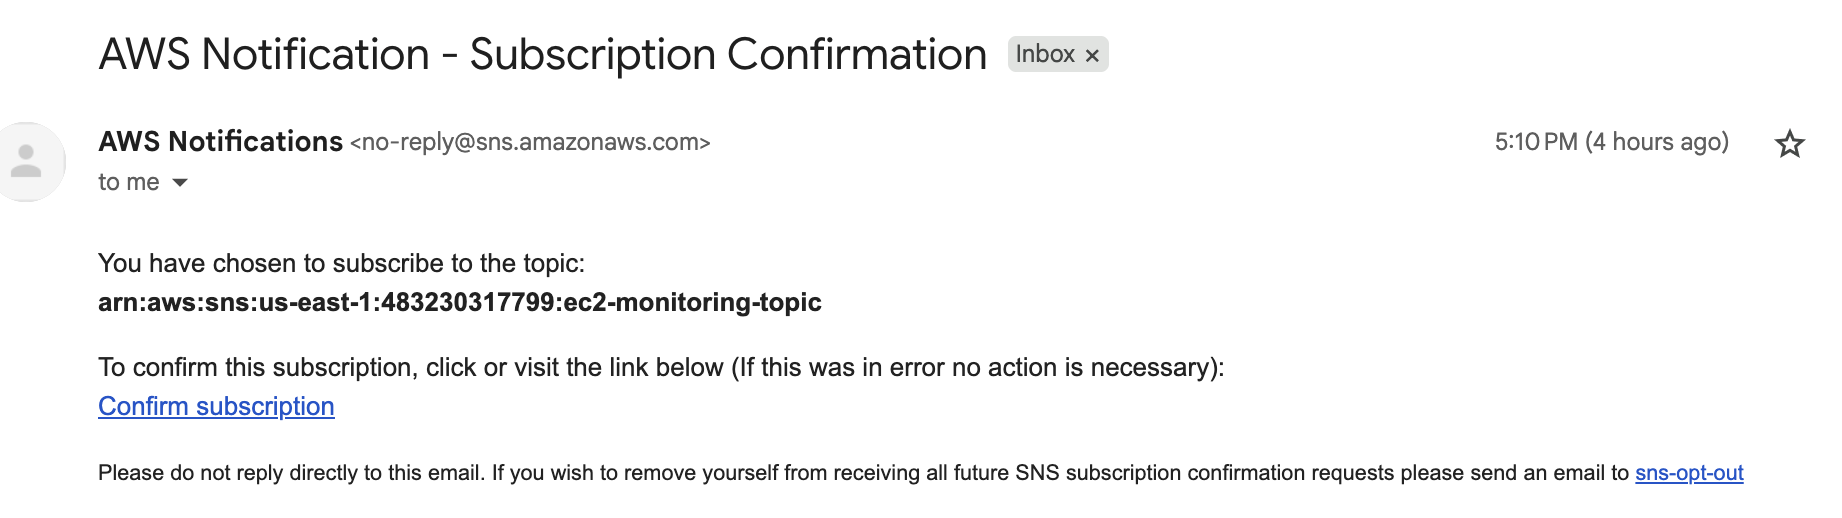 AWS Notification - Subscription Confirmation Inbox ×
AWS Notifications <no-reply@sns.amazonaws.com> 5:10 PM (4 hours ago)
to me
You have chosen to subscribe to the topic:
arn:aws:sns:us-east-1:483230317799:ec2-monitoring-topic
To confirm this subscription, click or visit the link below (If this was in error no action is necessary):
Confirm subscription
Please do not reply directly to this email. If you wish to remove yourself from receiving all future SNS subscription confirmation requests please send an email to sns-opt-out